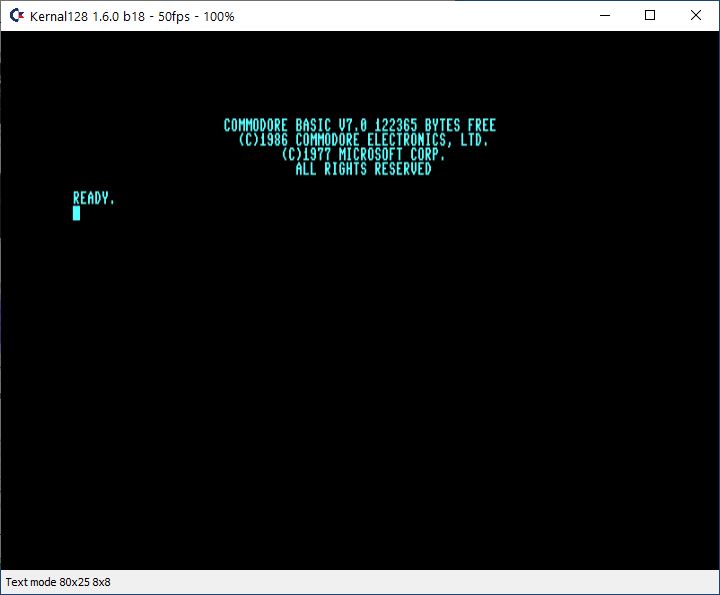 Kernal128 1.6.0 b18 - 50fps - 100%
COMMODORE BASIC V7.0 122365 BYTES FREE
(C)1986 COMMODORE ELECTRONICS, LTD.
(C)1977 MICROSOFT CORP.
ALL RIGHTS RESERVED
READY.
Text mode 80x25 8x8